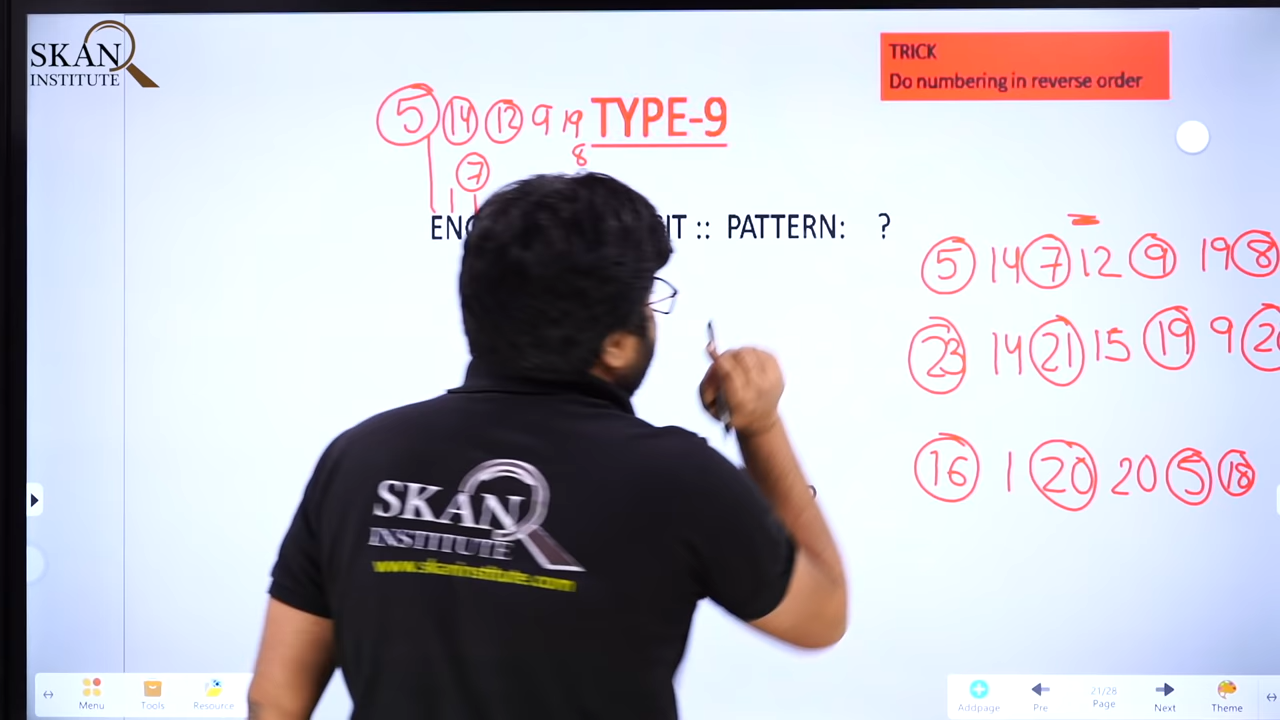 SKAN
INSTITUTE
TRICK
Do numbering in reverse order
5 14 12 9 19 TYPE-9
8
7
:: PATTERN: ?
5 14 7 12 9 19 8
23 14 21 15 19 9
16 1 20 20 5 18
SKAN
INSTITUTE
Menu Tools Resource
Addpage Pre 21/28 Page Next Theme